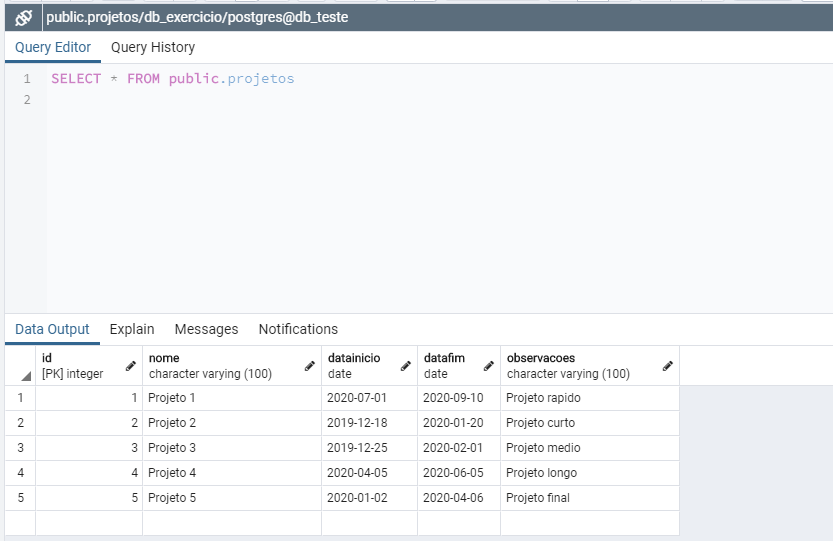 public.projetos/db_exercicio/postgres@db_teste
Query Editor Query History
1 SELECT * FROM public.projetos
2
Data Output Explain Messages Notifications
id nome datainicio datafim observacoes
[PK] integer character varying (100) date date character varying (100)
1 1 Projeto 1 2020-07-01 2020-09-10 Projeto rapido
2 2 Projeto 2 2019-12-18 2020-01-20 Projeto curto
3 3 Projeto 3 2019-12-25 2020-02-01 Projeto medio
4 4 Projeto 4 2020-04-05 2020-06-05 Projeto longo
5 5 Projeto 5 2020-01-02 2020-04-06 Projeto final